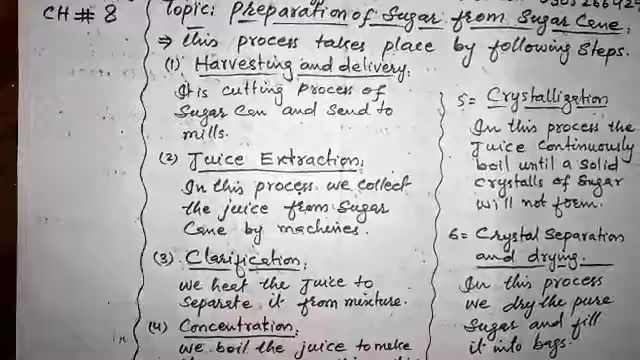 CH # 8
Topic: Preparation of Sugar from Sugar Cane:
⇒ this process takes place by following steps.
(1) Harvesting and delivery:
It is cutting process of
Sugar Can and send to
mills.
(2) Juice Extraction:
In this process we collect
the juice from Sugar
Cane by machines.
(3) Clarification:
we heat the Juice to
Separate it from mixture.
(4) Concentration:
we boil the juice to make
5= Crystallization
In this process the
Juice Continuously
boil until a solid
Crystalls of Sugar
will not form.
6= Crystal Separation
and drying.
In this process
we dry the pure
Sugar and fill
it into bags.